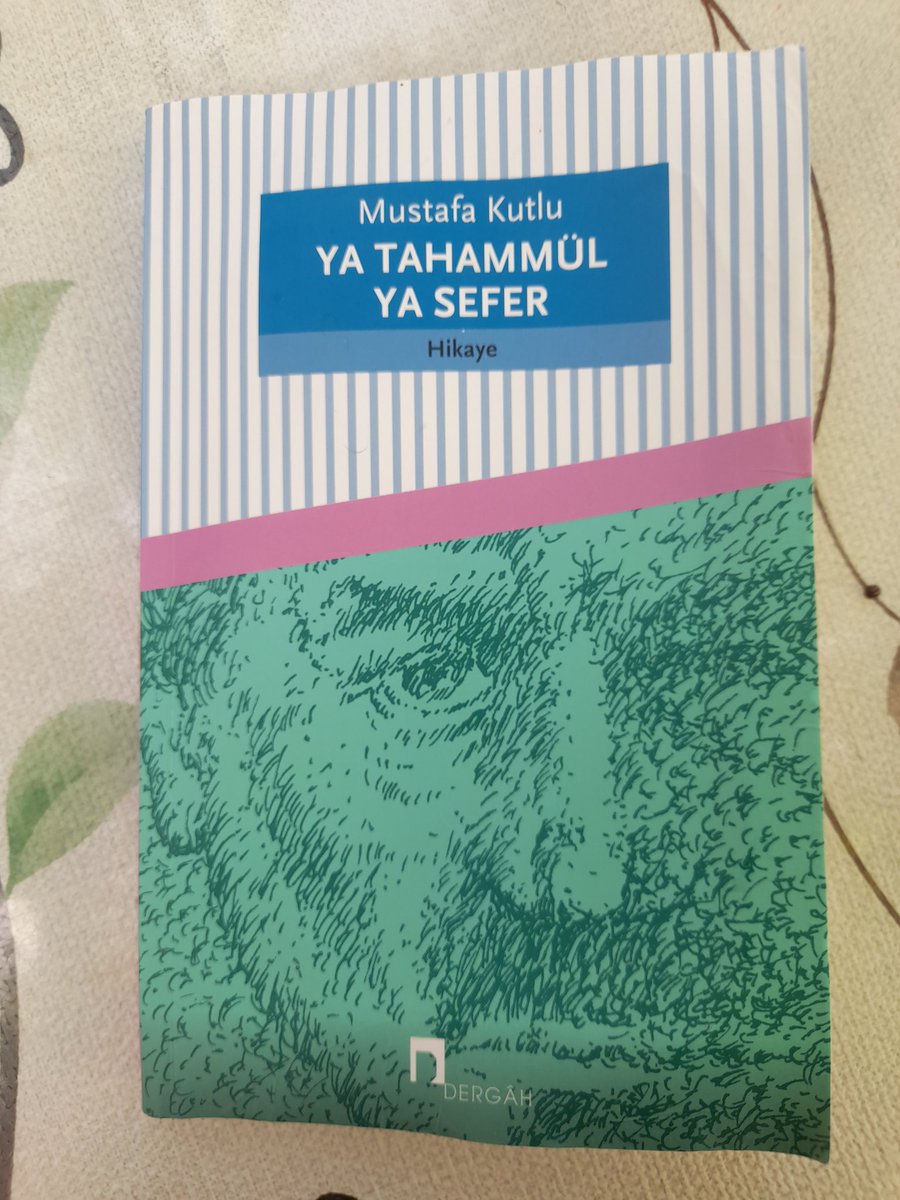 Mustafa Kutlu
YA TAHAMMÜL
YA SEFER
Hikaye
DERGÂH